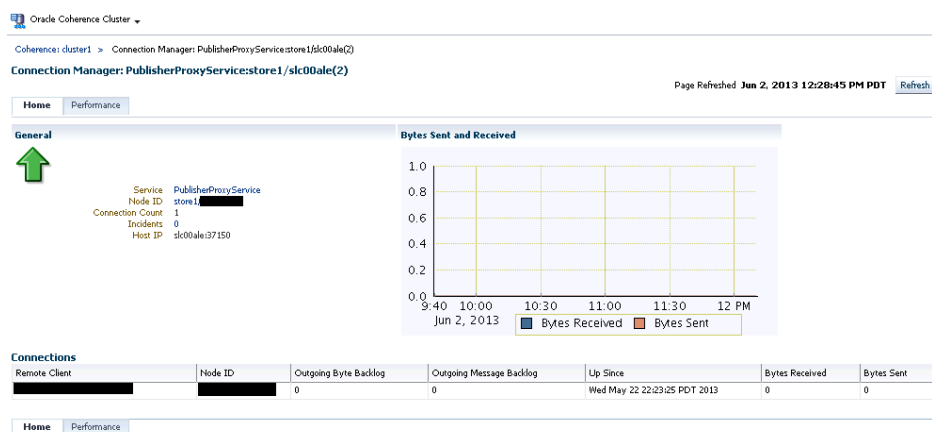 Oracle Coherence Cluster
Coherence: cluster1 » Connection Manager: PublisherProxyService:store1/slc00ale(2)
Connection Manager: PublisherProxyService:store1/slc00ale(2)
Page Refreshed Jun 2, 2013 12:28:45 PM PDT Refresh
Home Performance
General
Service PublisherProxyService
Node ID store1/
Connection Count 1
Incidents 0
Host IP slc00ale:37150
Bytes Sent and Received
1.0
0.8
0.6
0.4
0.2
0.0
9:40 10:00 10:30 11:00 11:30 12 PM
Jun 2, 2013
Bytes Received Bytes Sent
Connections
Remote Client Node ID Outgoing Byte Backlog Outgoing Message Backlog Up Since Bytes Received Bytes Sent
0 0 Wed May 22 22:23:25 PDT 2013 0 0
Home Performance